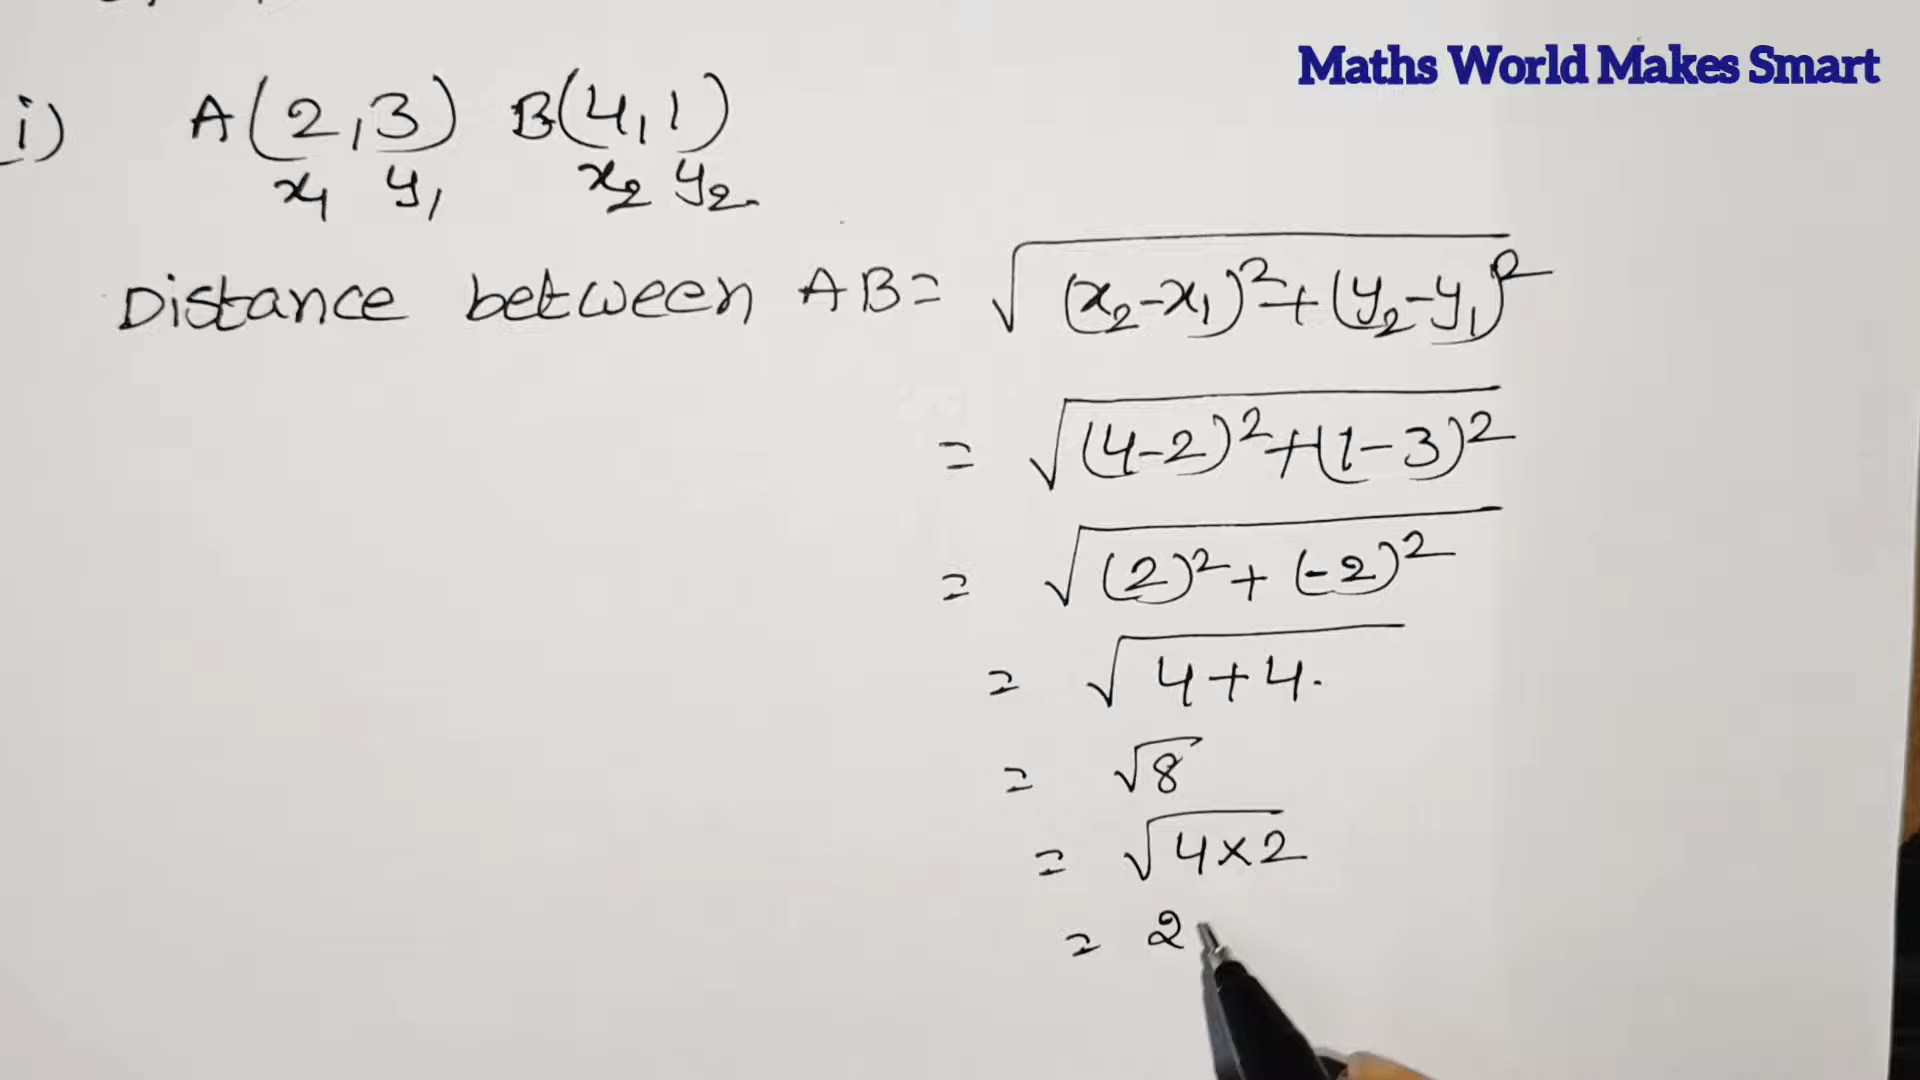 Maths World Makes Smart
i) A(2,3) B(4,1)
x₁ y₁ x₂ y₂
Distance between AB = √(x₂-x₁)²+(y₂-y₁)²
= √(4-2)²+(1-3)²
= √(2)²+(-2)²
= √4+4.
= √8
= √4×2
= 2